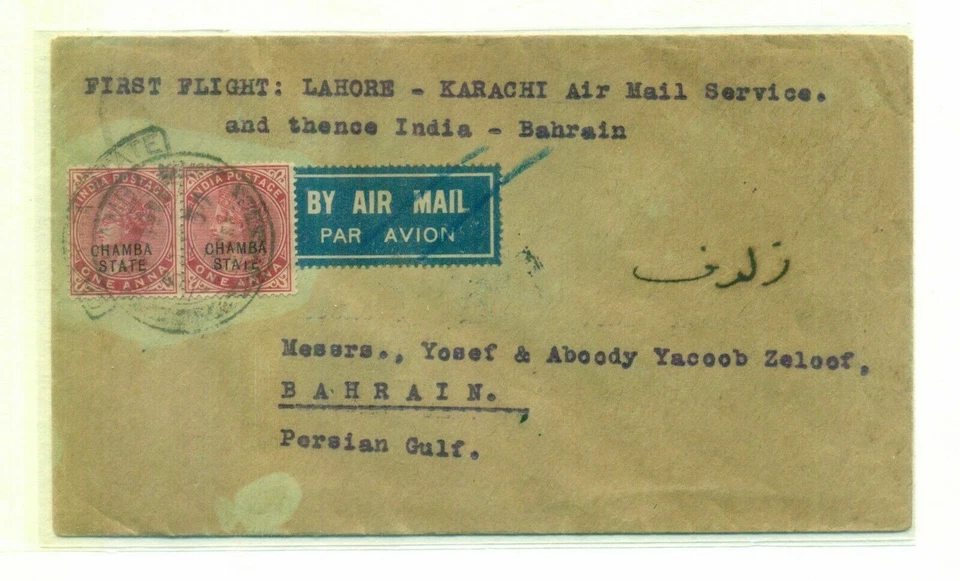 FIRST FLIGHT: LAHORE - KARACHI Air Mail Service.
and thence India - Bahrain
INDIA POSTAGE
CHAMBA
STATE
ONE ANNA
INDIA POSTAGE
CHAMBA
STATE
ONE ANNA
BY AIR MAIL
PAR AVION
زلوف
Messrs., Yosef & Aboody Yacoob Zeloof,
BAHRAIN.
Persian Gulf.